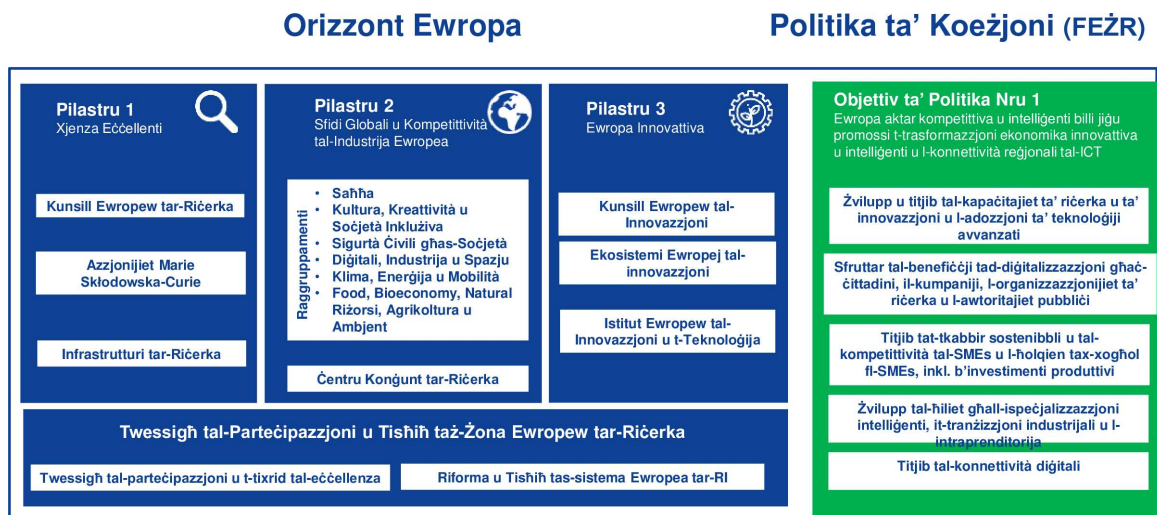 Orizzont Ewropa
Politika ta’ Koeżjoni (FEŻR)
Pilastru 1
Xjenza Eċċellenti
Kunsill Ewropew tar-Riċerka
Azzjonijiet Marie
Skłodowska-Curie
Infrastrutturi tar-Riċerka
Pilastru 2
Sfidi Globali u Kompetittività
tal-Industrija Ewropea
Raggruppamenti
• Saħħa
• Kultura, Kreattività u
Soċjetà Inklużiva
• Sigurtà Ċivili għas-Soċjetà
• Diġitali, Industrija u Spazju
• Klima, Enerġija u Mobilità
• Food, Bioeconomy, Natural
Riżorsi, Agrikoltura u
Ambjent
Ċentru Konġunt tar-Riċerka
Pilastru 3
Ewropa Innovattiva
Kunsill Ewropew tal-
Innovazzjoni
Ekosistemi Ewropej tal-
innovazzjoni
Istitut Ewropew tal-
Innovazzjoni u t-Teknoloġija
Twessigħ tal-Parteċipazzjoni u Tisħiħ taż-Żona Ewropew tar-Riċerka
Twessigħ tal-parteċipazzjoni u t-tixrid tal-eċċellenza
Riforma u Tisħiħ tas-sistema Ewropea tar-RI
Objettiv ta’ Politika Nru 1
Ewropa aktar kompetittiva u intelliġenti billi jiġu
promossi t-trasformazzjoni ekonomika innovattiva
u intelliġenti u l-konnettività reġjonali tal-ICT
Żvilupp u titjib tal-kapaċitajiet ta’ riċerka u ta’
innovazzjoni u l-adozzjoni ta’ teknoloġiji
avvanzati
Sfruttar tal-benefiċċji tad-diġitalizzazzjoni għaċ-
ċittadini, il-kumpaniji, l-organizzazzjonijiet ta’
riċerka u l-awtoritajiet pubbliċi
Titjib tat-tkabbir sostenibbli u tal-
kompetittività tal-SMEs u l-ħolqien tax-xogħol
fl-SMEs, inkl. b’investimenti produttivi
Żvilupp tal-ħiliet għall-ispeċjalizzazzjoni
intelliġenti, it-tranżizzjoni industrijali u l-
intraprenditorija
Titjib tal-konnettività diġitali